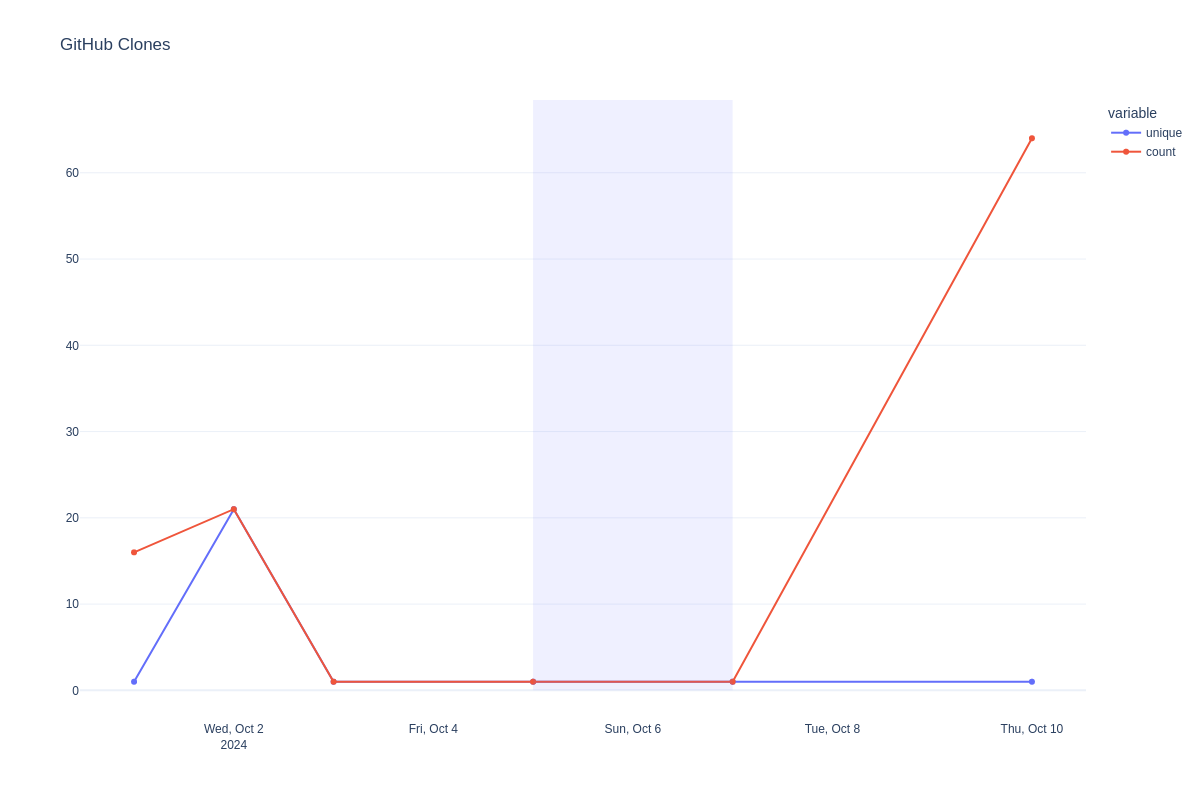 GitHub Clones
variable
unique
count
60
50
40
30
20
10
0
Wed, Oct 2
2024
Fri, Oct 4
Sun, Oct 6
Tue, Oct 8
Thu, Oct 10